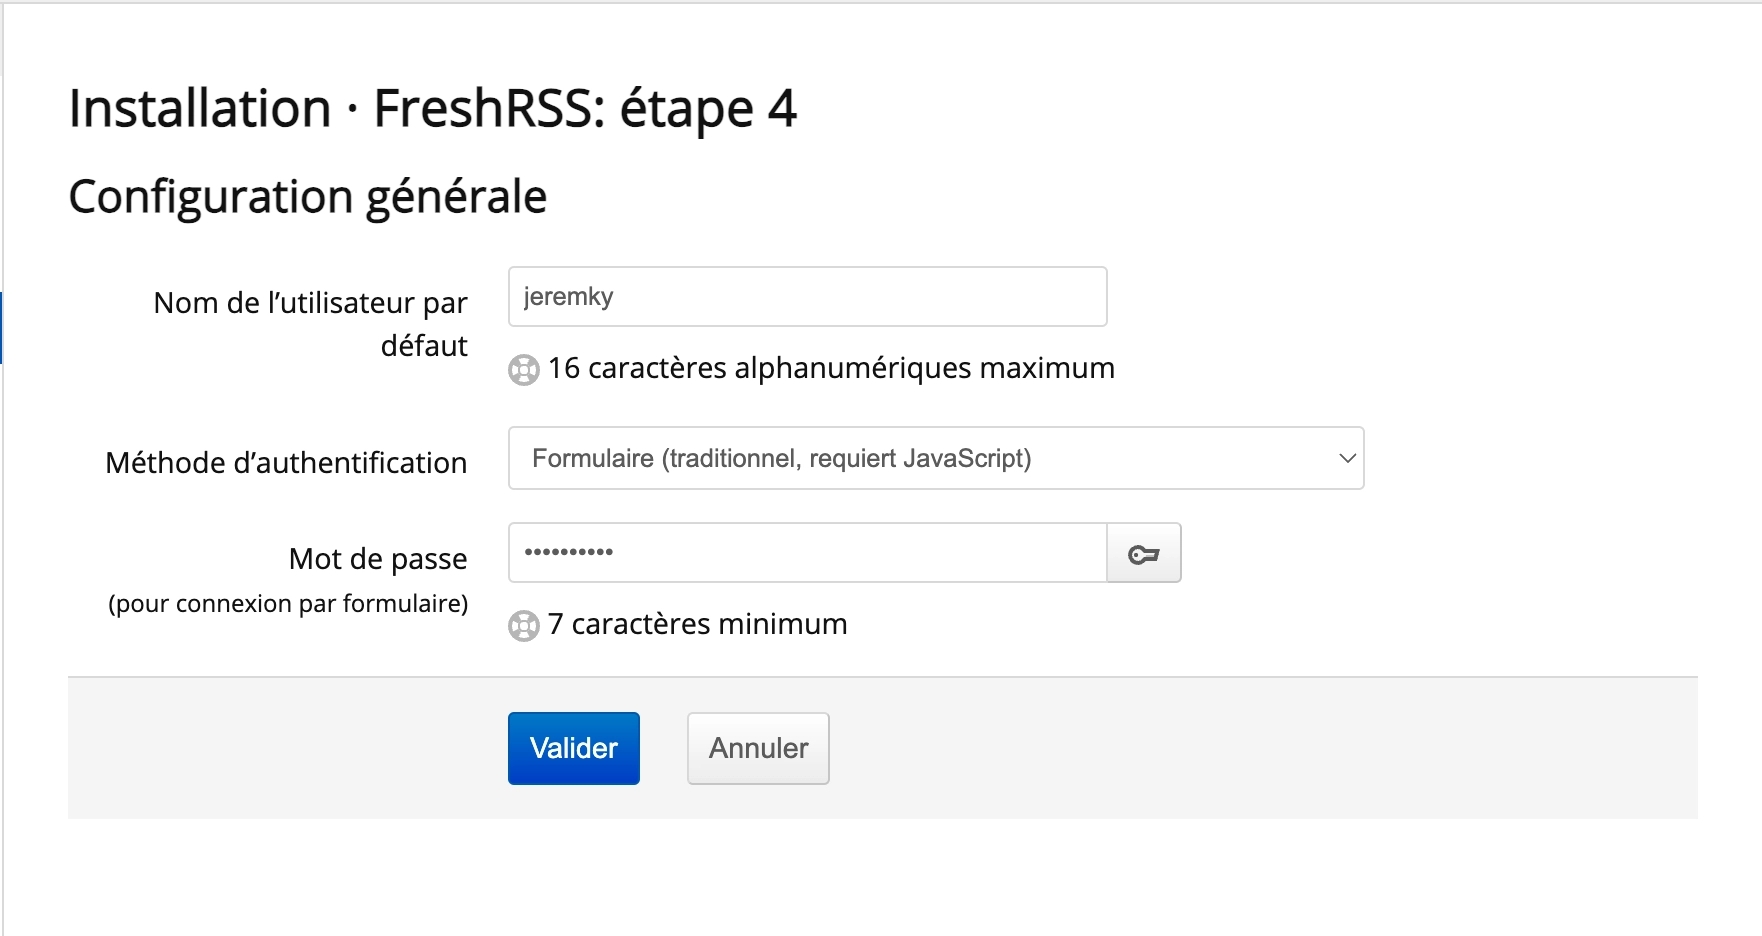 Installation · FreshRSS: étape 4
Configuration générale
Nom de l’utilisateur par
défaut
jeremky
16 caractères alphanumériques maximum
Méthode d’authentification
Formulaire (traditionnel, requiert JavaScript)
Mot de passe
(pour connexion par formulaire)
••••••••••
7 caractères minimum
Valider
Annuler